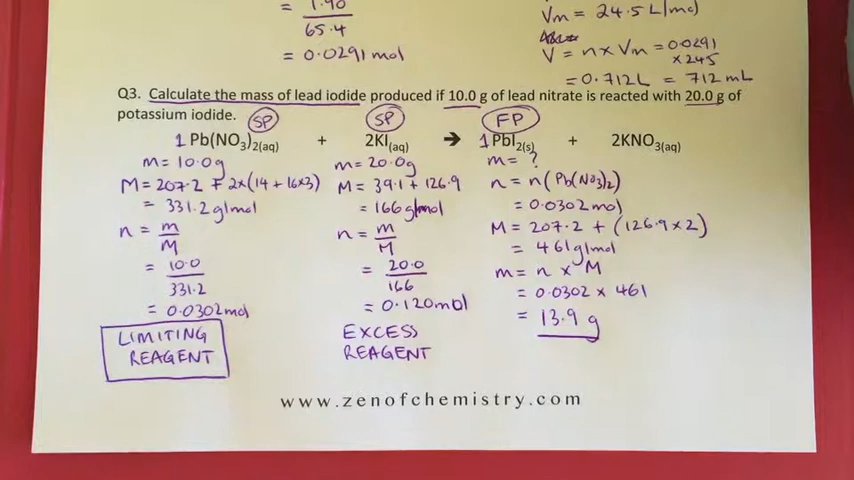 = 1.90
65.4
= 0.0291 mol
Vm = 24.5 L/mol
V = n x Vm = 0.0291
x 24.5
= 0.712L = 712 mL
Q3. Calculate the mass of lead iodide produced if 10.0 g of lead nitrate is reacted with 20.0 g of
potassium iodide.
SP SP FP
1 Pb(NO3)2(aq) + 2KI(aq) → 1 PbI2(s) + 2KNO3(aq)
m = 10.0g
M = 207.2 + 2x(14 + 16x3)
= 331.2 g/mol
n = m
M
= 10.0
331.2
= 0.0302 mol
LIMITING
REAGENT
m = 20.0g
M = 39.1 + 126.9
= 166 g/mol
n = m
M
= 20.0
166
= 0.120 mol
EXCESS
REAGENT
m = ?
n = n(Pb(NO3)2)
= 0.0302 mol
M = 207.2 + (126.9 x 2)
= 461 g/mol
m = n x M
= 0.0302 x 461
= 13.9 g
www.zenofchemistry.com